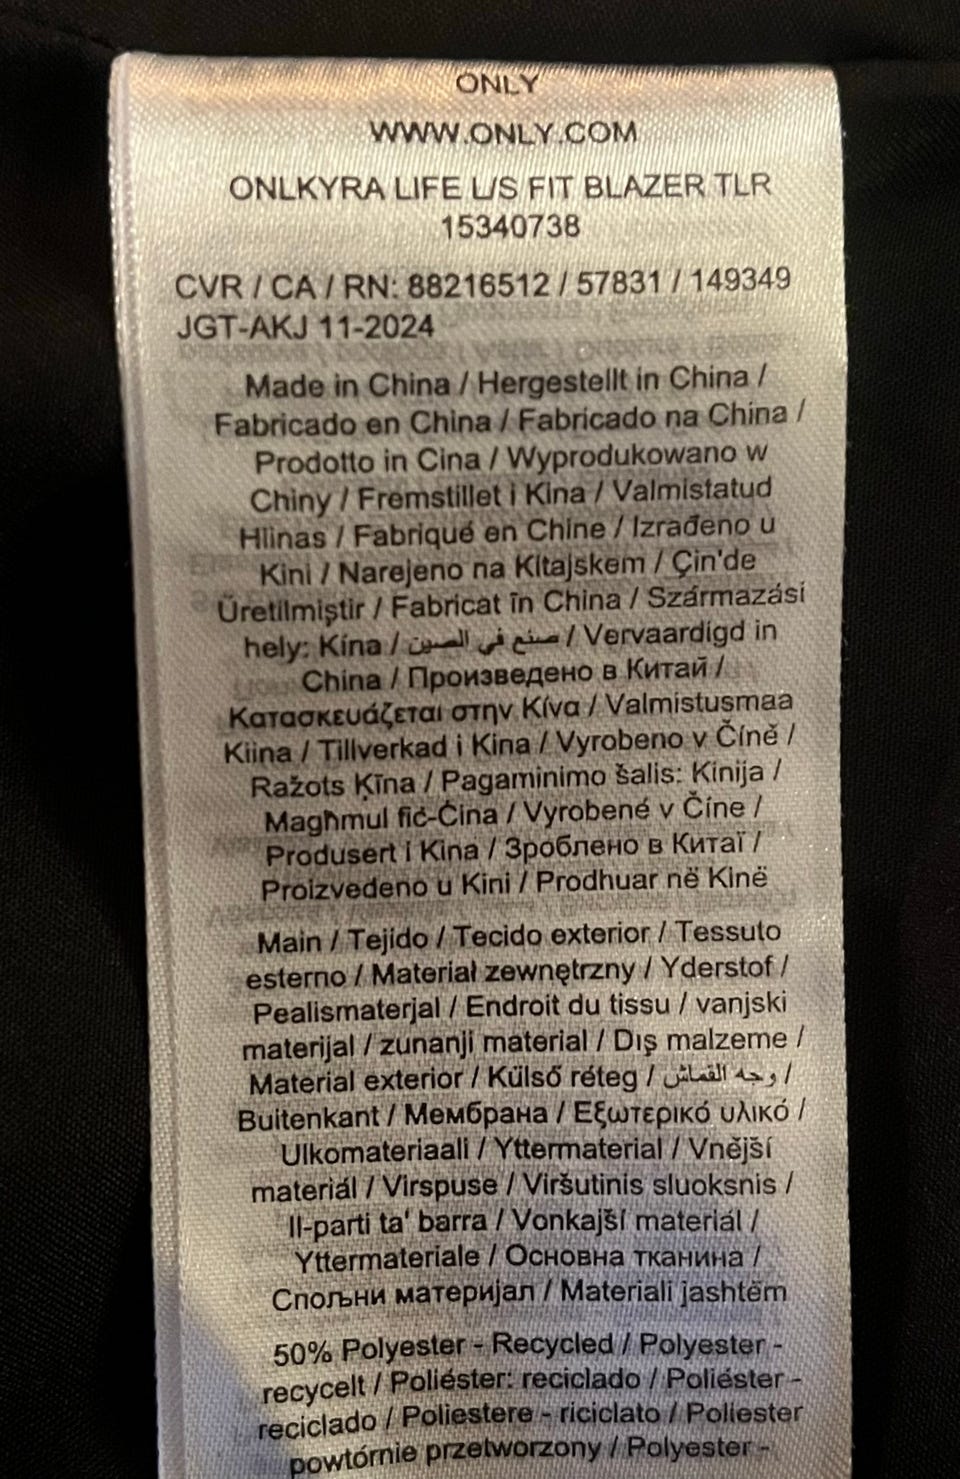 ONLY
WWW.ONLY.COM
ONLKYRA LIFE L/S FIT BLAZER TLR
15340738
CVR / CA / RN: 88216512 / 57831 / 149349
JGT-AKJ 11-2024
Made in China / Hergestellt in China /
Fabricado en China / Fabricado na China /
Prodotto in Cina / Wyprodukowano w
Chiny / Fremstillet i Kina / Valmistatud
Hiinas / Fabriqué en Chine / Izrađeno u
Kini / Narejeno na Kitajskem / Çin'de
Üretilmiştir / Fabricat în China / Származási
hely: Kína / صنع في الصين / Vervaardigd in
China / Произведено в Китай /
Κατασκευάζεται στην Κίνα / Valmistusmaa
Kiina / Tillverkad i Kina / Vyrobeno v Číně /
Ražots Ķīna / Pagaminimo šalis: Kinija /
Magħmul fiċ-Ċina / Vyrobené v Číne /
Produsert i Kina / Зроблено в Китаї /
Proizvedeno u Kini / Prodhuar në Kinë
Main / Tejido / Tecido exterior / Tessuto
esterno / Materiał zewnętrzny / Yderstof /
Pealismaterjal / Endroit du tissu / vanjski
materijal / zunanji material / Dış malzeme /
Material exterior / Külső réteg / وجه القماش /
Buitenkant / Мембрана / Εξωτερικό υλικό /
Ulkomateriaali / Yttermaterial / Vnější
materiál / Virspuse / Viršutinis sluoksnis /
Il-parti ta' barra / Vonkajší materiál /
Yttermateriale / Основна тканина /
Спољни материјал / Materiali jashtëm
50% Polyester - Recycled / Polyester -
recycelt / Poliéster: reciclado / Poliéster -
reciclado / Poliestere - riciclato / Poliester
powtórnie przetworzony / Polyester -